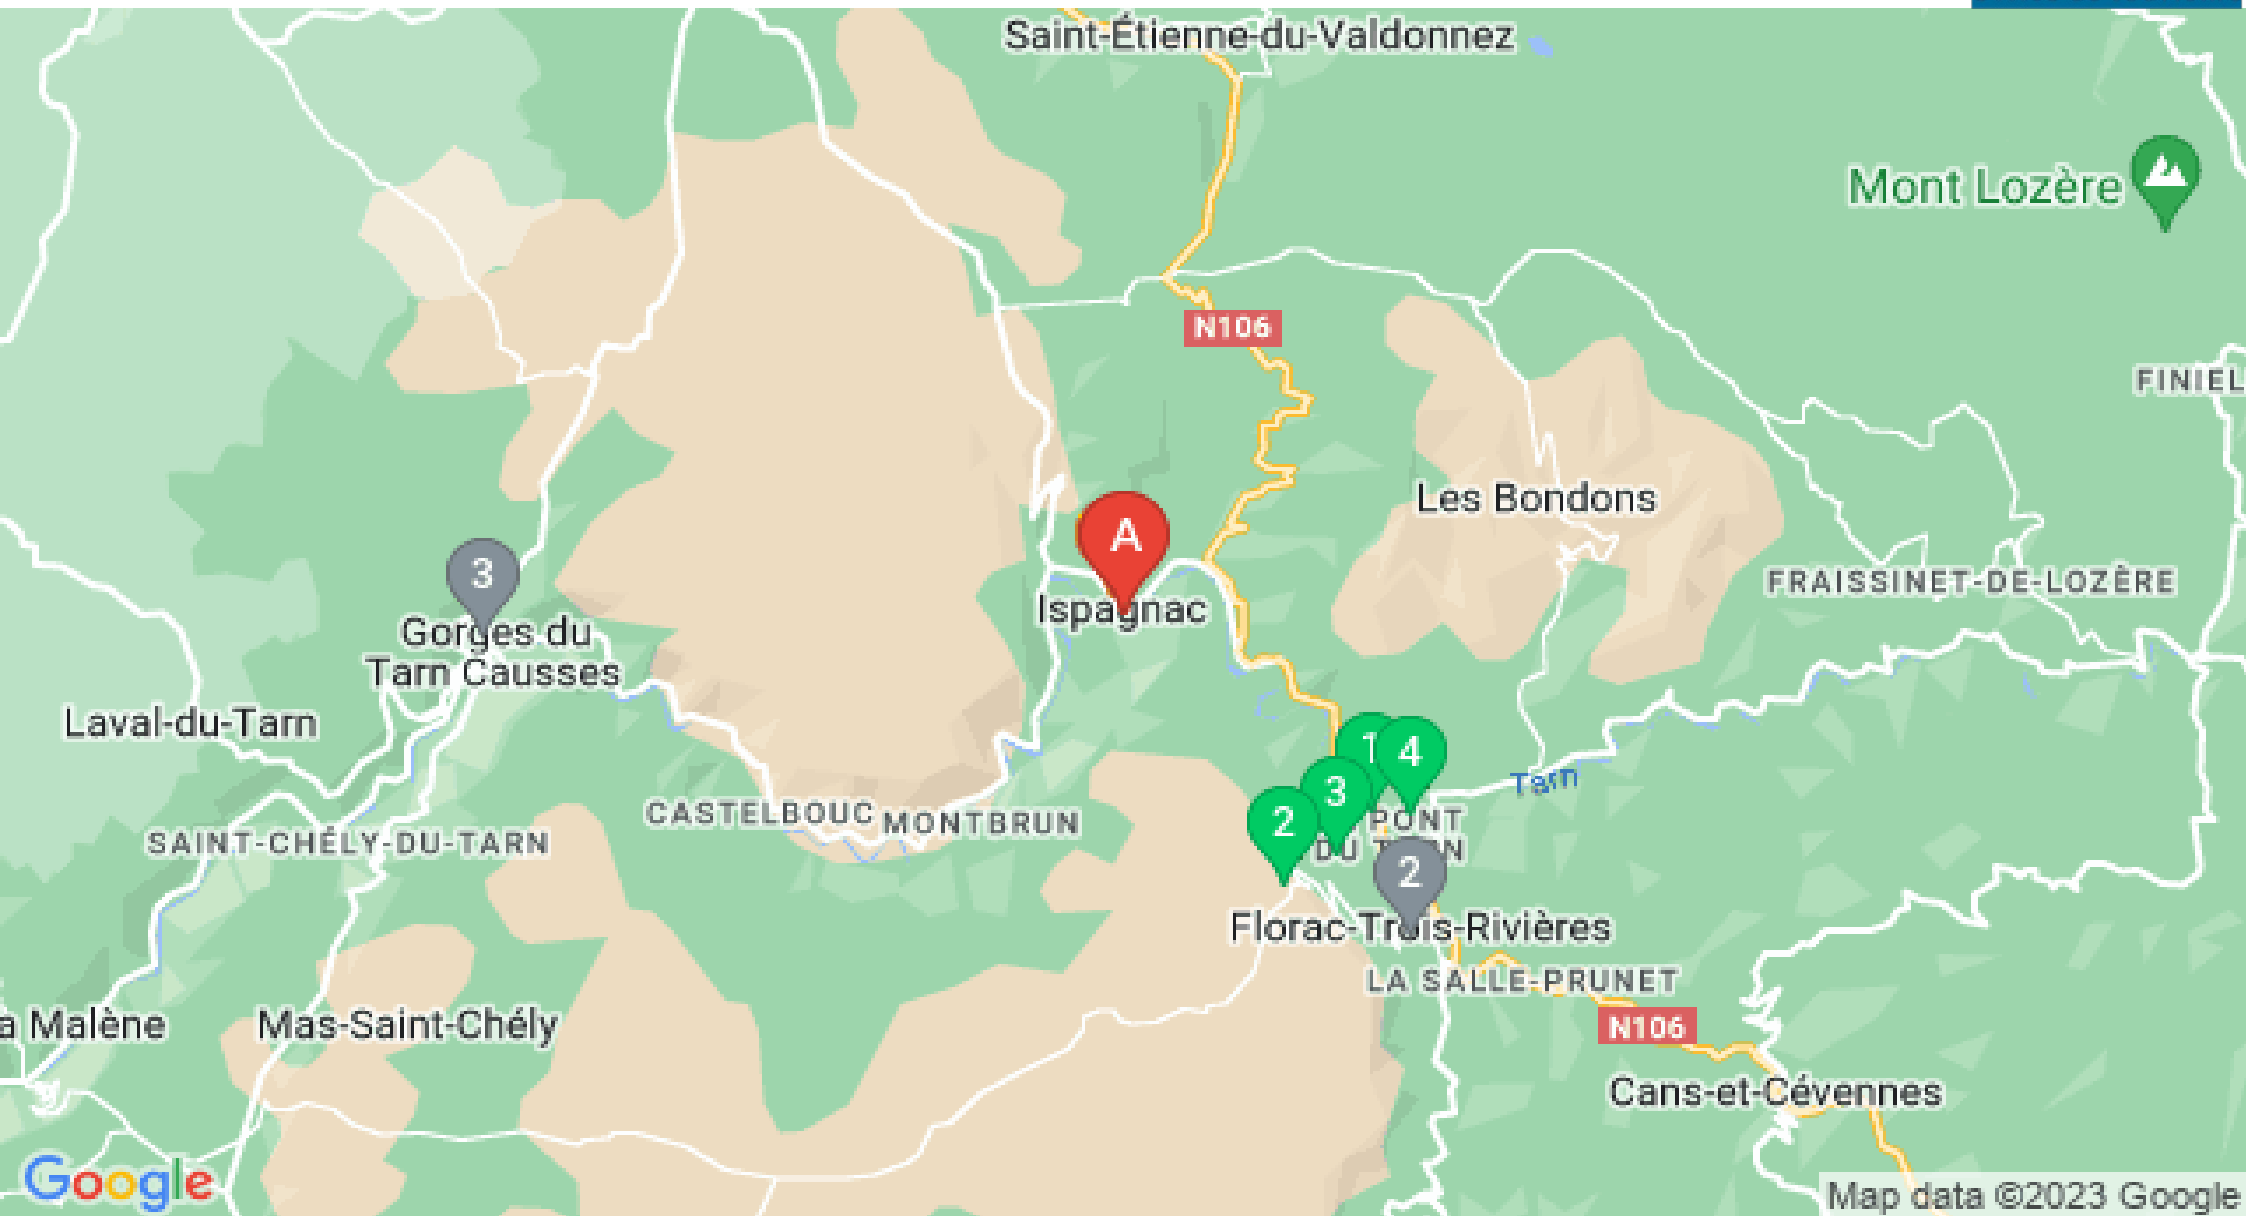 Saint-Étienne-du-Valdonnez
Mont Lozère
N106
FINIEL
Les Bondons
A
3
FRAISSINET-DE-LOZÈRE
Ispagnac
Gorges du
Tarn Causses
Laval-du-Tarn
1
4
3
Tarn
2
CASTELBOUC
MONTBRUN
PONT
DU TARN
SAINT-CHÉLY-DU-TARN
2
Florac-Trois-Rivières
LA SALLE-PRUNET
a Malène
Mas-Saint-Chély
N106
Cans-et-Cévennes
Google
Map data ©2023 Google